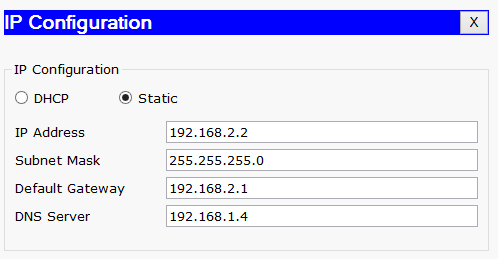 IP Configuration X
IP Configuration
DHCP Static
IP Address 192.168.2.2
Subnet Mask 255.255.255.0
Default Gateway 192.168.2.1
DNS Server 192.168.1.4